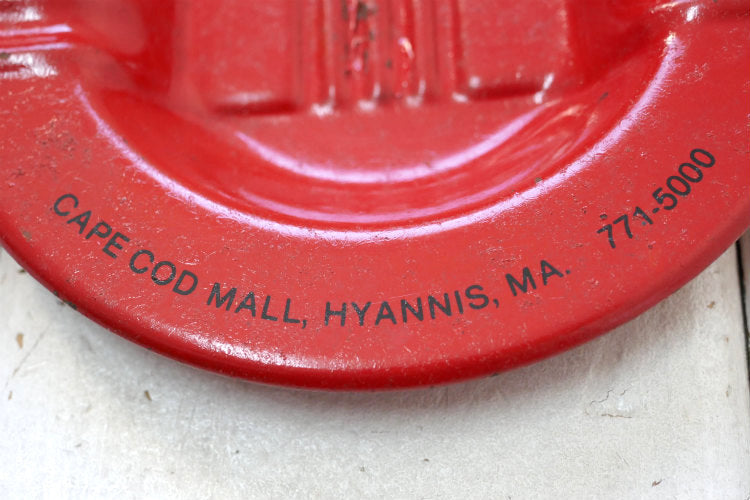 CAPE COD MALL, HYANNIS, MA. 771-5000